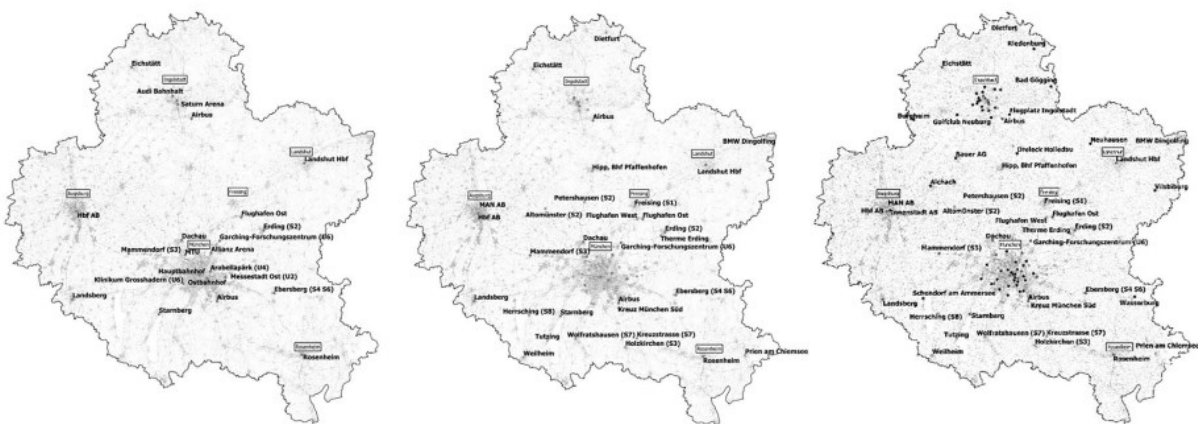 Eichstätt
Ingolstadt
Audi Bahnhalt
Saturn Arena
Airbus
Landshut
Landshut Hbf
Augsburg
Hbf AB
Freising
Flughafen Ost
Erding (S2)
Dachau
Garching-Forschungszentrum (U6)
München
Mammendorf (S3)
MTU
Allianz Arena
Hauptbahnhof
Arabellapark (U4)
Klinikum Grosshadern (U6)
Ostbahnhof
Messestadt Ost (U2)
Ebersberg (S4 S6)
Landsberg
Airbus
Starnberg
Rosenheim
Rosenheim
Dietfurt
Eichstätt
Ingolstadt
Airbus
BMW Dingolfing
Landshut
Hipp, Bhf Pfaffenhofen
Landshut Hbf
Augsburg
Petershausen (S2)
Freising
MAN AB
Freising (S1)
Hbf AB
Altomünster (S2)
Flughafen West
Flughafen Ost
Erding (S2)
Dachau
Therme Erding
München
Garching-Forschungszentrum (U6)
Mammendorf (S3)
Ebersberg (S4 S6)
Landsberg
Airbus
Kreuz München Süd
Herrsching (S8)
Starnberg
Tutzing
Wolfratshausen (S7)
Kreuzstrasse (S7)
Holzkirchen (S3)
Weilheim
Rosenheim
Prien am Chiemsee
Rosenheim
Dietfurt
Riedenburg
Eichstätt
Ingolstadt
Bad Gögging
Burgheim
Golfclub Neuburg
Flugplatz Ingolstadt
Airbus
Neuhausen
BMW Dingolfing
Bauer AG
Dreieck Holledau
Landshut
Landshut Hbf
Hipp, Bhf Pfaffenhofen
Aichach
Augsburg
Vilsbiburg
Petershausen (S2)
Freising
MAN AB
Freising (S1)
Hbf AB
Altomünster (S2)
Flughafen West
Flughafen Ost
Therme Erding
Erding (S2)
Dachau
München
Garching-Forschungszentrum (U6)
Mammendorf (S3)
Ebersberg (S4 S6)
Schondorf am Ammersee
Landsberg
Airbus
Wasserburg
Kreuz München Süd
Herrsching (S8)
Starnberg
Tutzing
Wolfratshausen (S7)
Kreuzstrasse (S7)
Holzkirchen (S3)
Weilheim
Rosenheim
Prien am Chiemsee
Rosenheim